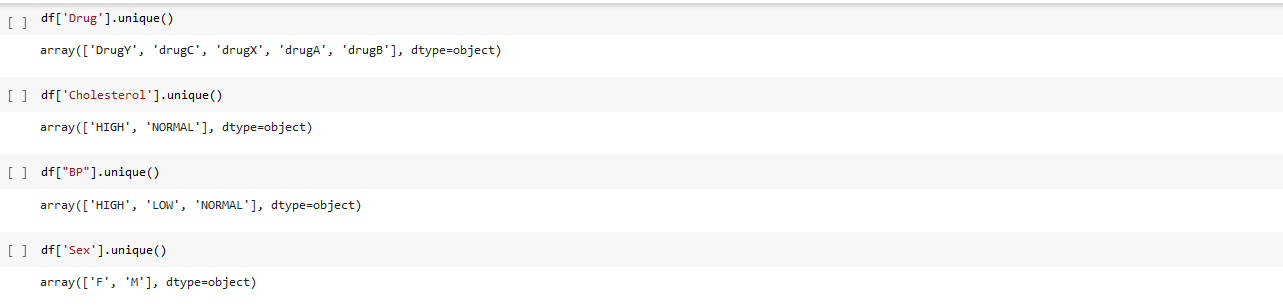 [ ] df['Drug'].unique()
array(['DrugY', 'drugC', 'drugX', 'drugA', 'drugB'], dtype=object)
[ ] df['Cholesterol'].unique()
array(['HIGH', 'NORMAL'], dtype=object)
[ ] df["BP"].unique()
array(['HIGH', 'LOW', 'NORMAL'], dtype=object)
[ ] df['Sex'].unique()
array(['F', 'M'], dtype=object)